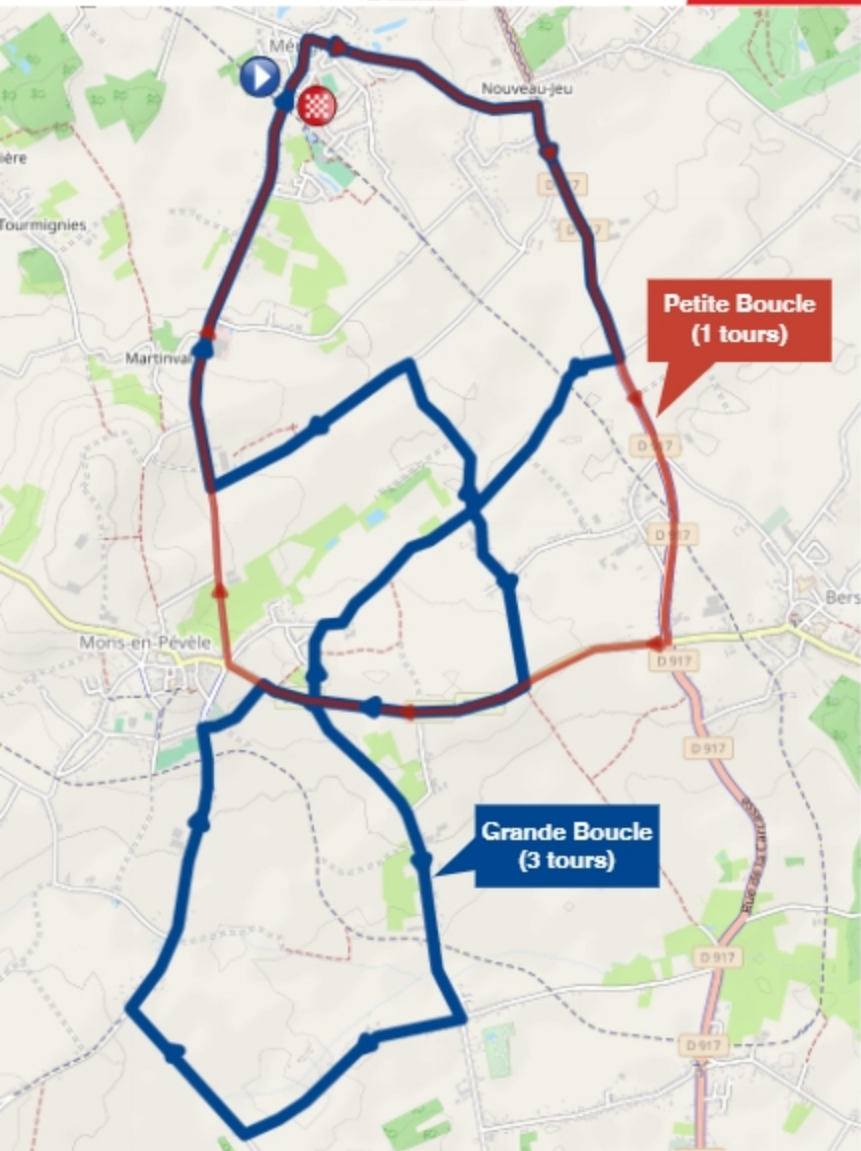 Mér
Nouveau-Jeu
ière
D 917
Tourmignies
D 917
Petite Boucle
(1 tours)
Martinval
D 917
D 917
Bers
Mons-en-Pévèle
D 917
D 917
Grande Boucle
(3 tours)
D 917
D 917